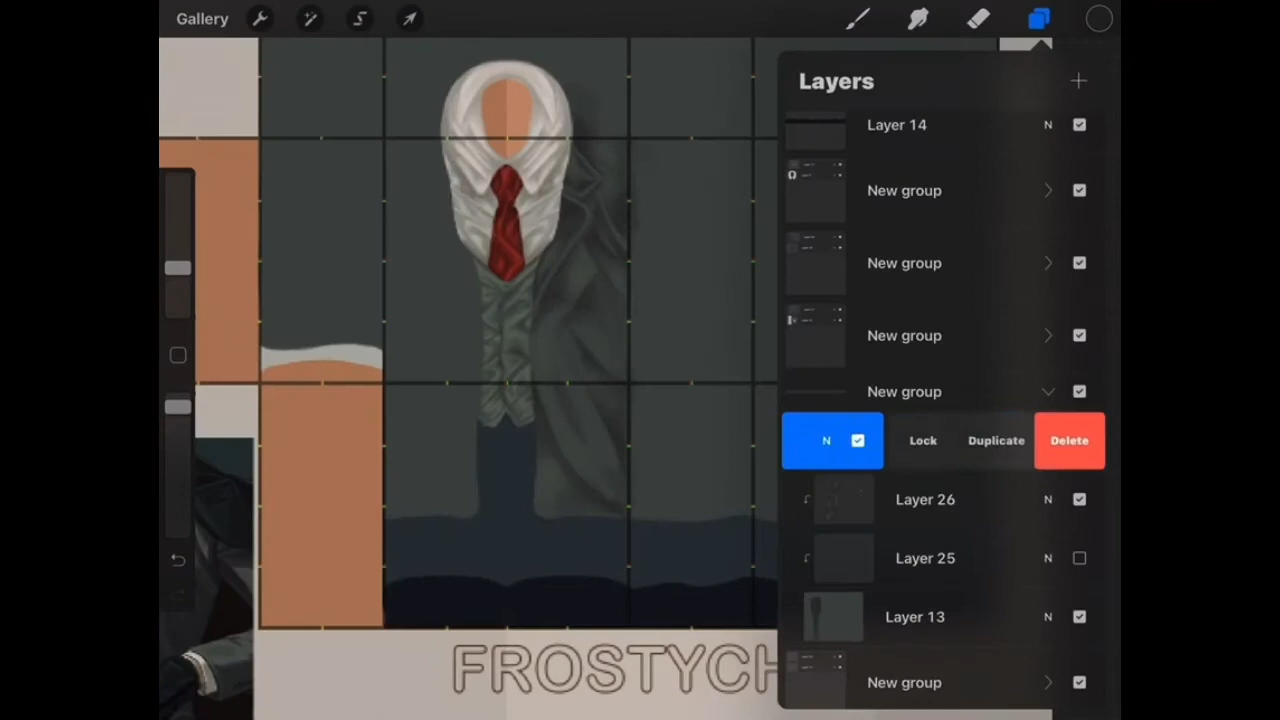 Gallery
Layers
Layer 14 N
New group
New group
New group
New group
N Lock Duplicate Delete
Layer 26 N
Layer 25 N
Layer 13 N
New group
FROSTYCH